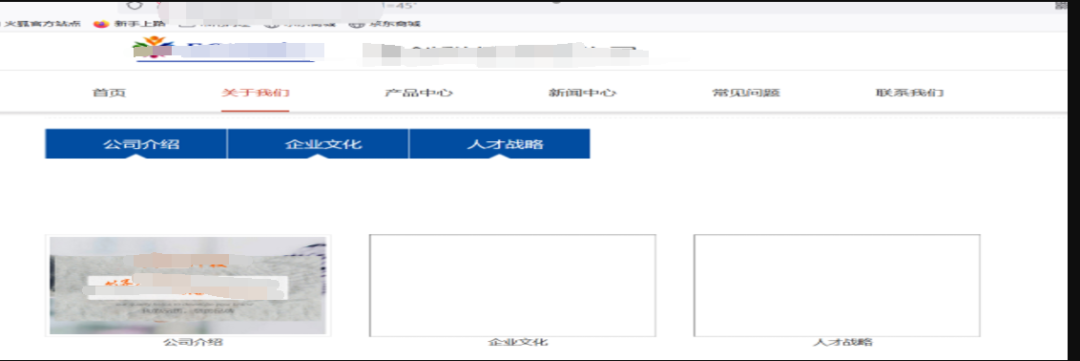 =45°
火狐官方站点 新手上路 京东商城
首页 关于我们 产品中心 新闻中心 常见问题 联系我们
公司介绍 企业文化 人才战略
公司介绍 企业文化 人才战略